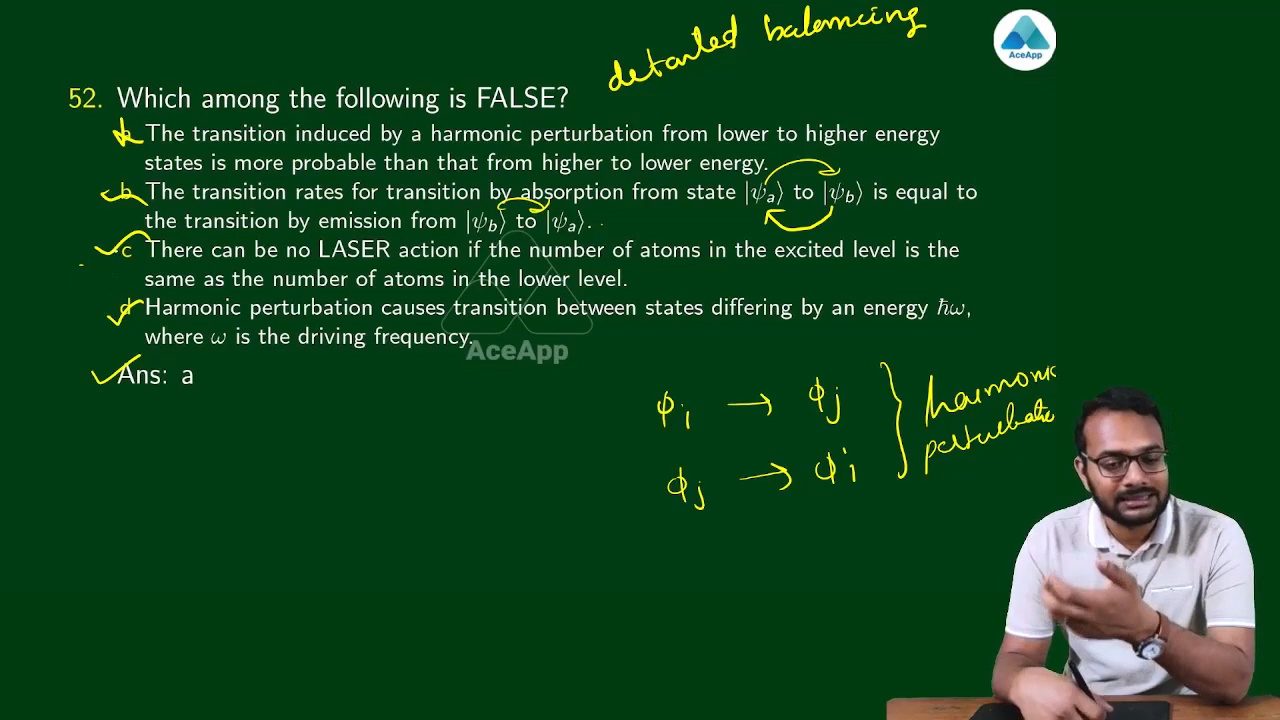 detailed balancing
AceApp
52. Which among the following is FALSE?
a The transition induced by a harmonic perturbation from lower to higher energy
states is more probable than that from higher to lower energy.
b The transition rates for transition by absorption from state |ψa⟩ to |ψb⟩ is equal to
the transition by emission from |ψb⟩ to |ψa⟩.
c There can be no LASER action if the number of atoms in the excited level is the
same as the number of atoms in the lower level.
d Harmonic perturbation causes transition between states differing by an energy ℏω,
where ω is the driving frequency.
AceApp
Ans: a
ϕi → ϕj
ϕj → ϕi
harmonic
perturbatio